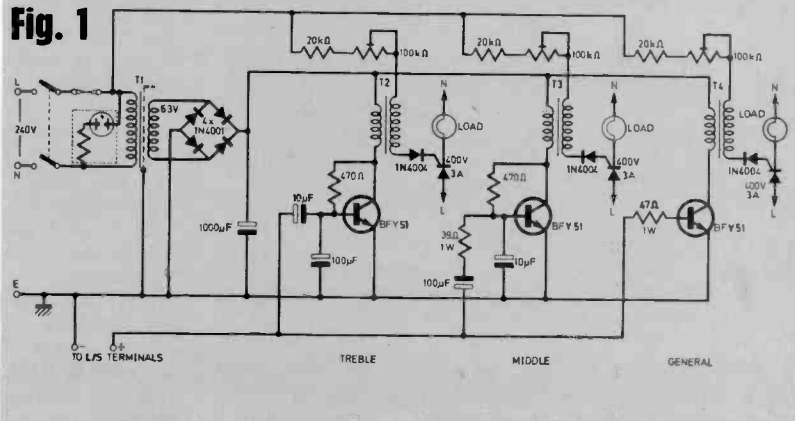 Fig. 1
20kΩ
100kΩ
20kΩ
100kΩ
20kΩ
100kΩ
L
240V
N
T1
6·3V
4x
1N4001
T2
N
LOAD
1N4004
400V
3A
L
T3
N
LOAD
1N4004
400V
3A
L
T4
N
LOAD
1N4004
400V
3A
L
470Ω
10µF
1000µF
100µF
BFY51
470Ω
39Ω
1W
100µF
10µF
BFY51
47Ω
1W
BFY51
E
-
+
TO L/S TERMINALS
TREBLE
MIDDLE
GENERAL